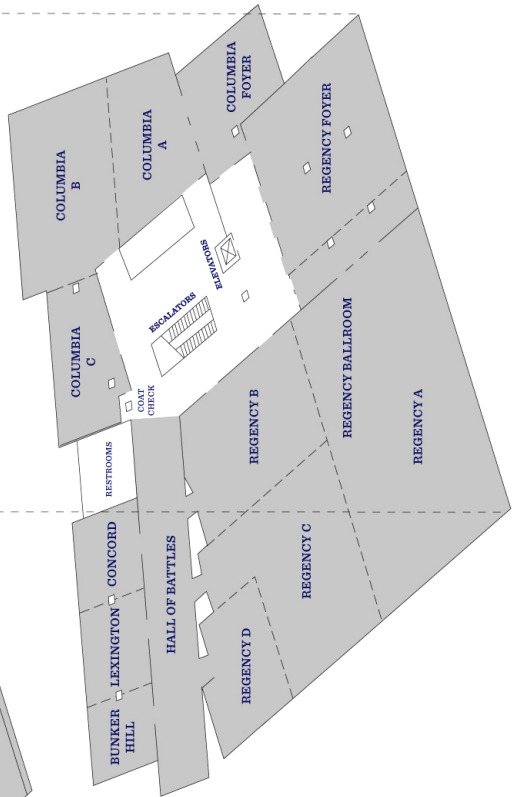 COLUMBIA
FOYER
REGENCY FOYER
COLUMBIA
A
COLUMBIA
B
ELEVATORS
ESCALATORS
COLUMBIA
C
COAT
CHECK
REGENCY BALLROOM
REGENCY B
REGENCY A
RESTROOMS
CONCORD
HALL OF BATTLES
REGENCY C
LEXINGTON
REGENCY D
BUNKER
HILL